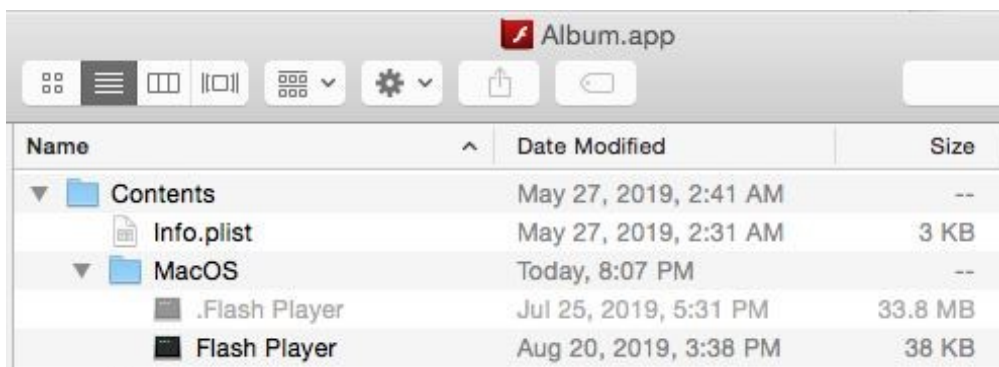 Album.app
Name Date Modified Size
Contents May 27, 2019, 2:41 AM --
Info.plist May 27, 2019, 2:31 AM 3 KB
MacOS Today, 8:07 PM --
.Flash Player Jul 25, 2019, 5:31 PM 33.8 MB
Flash Player Aug 20, 2019, 3:38 PM 38 KB